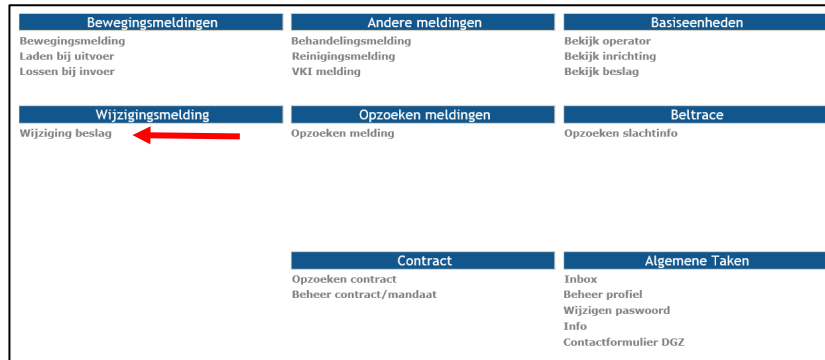 Bewegingsmeldingen
Bewegingsmelding
Laden bij uitvoer
Lossen bij invoer
Andere meldingen
Behandelingsmelding
Reinigingsmelding
VKI melding
Basiseenheden
Bekijk operator
Bekijk inrichting
Bekijk beslag
Wijzigingsmelding
Wijziging beslag
Opzoeken meldingen
Opzoeken melding
Beltrace
Opzoeken slachtinfo
Contract
Opzoeken contract
Beheer contract/mandaat
Algemene Taken
Inbox
Beheer profiel
Wijzigen paswoord
Info
Contactformulier DGZ